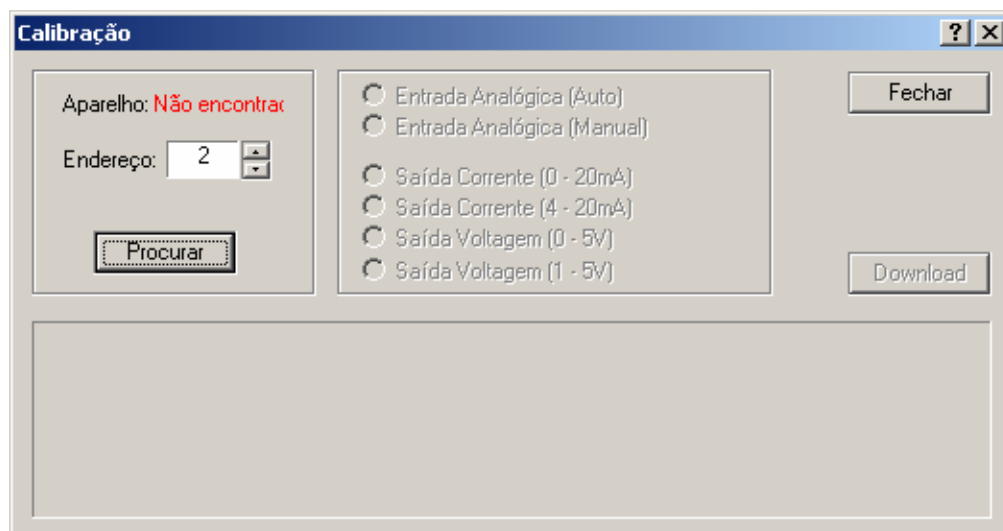 Calibração
Aparelho: Não encontrac
Endereço: 2
Procurar
Entrada Analógica (Auto)
Entrada Analógica (Manual)
Saída Corrente (0 - 20mA)
Saída Corrente (4 - 20mA)
Saída Voltagem (0 - 5V)
Saída Voltagem (1 - 5V)
Fechar
Download